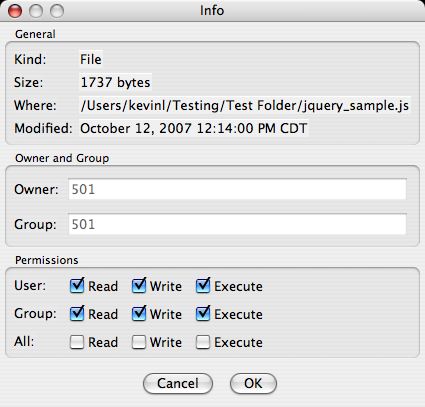 Info
General
Kind: File
Size: 1737 bytes
Where: /Users/kevinl/Testing/Test Folder/jquery_sample.js
Modified: October 12, 2007 12:14:00 PM CDT
Owner and Group
Owner: 501
Group: 501
Permissions
User: Read Write Execute
Group: Read Write Execute
All: Read Write Execute
Cancel OK